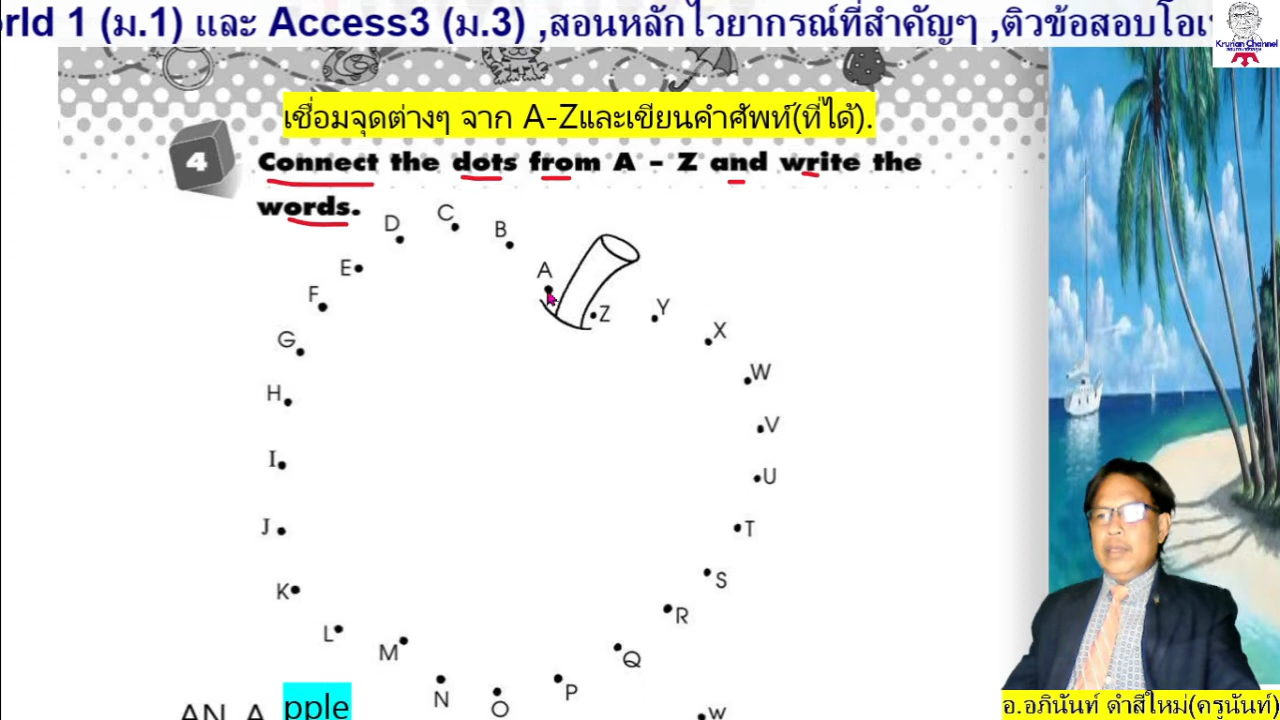 rld 1 (ม.1) และ Access3 (ม.3) ,สอนหลักไวยากรณ์ที่สำคัญๆ ,ติวข้อสอบโอเ
Krunan Channel
เชื่อมจุดต่างๆ จาก A-Zและเขียนคำศัพท์(ที่ได้).
4 Connect the dots from A – Z and write the
words.
D C B
A
E
F
Z Y
X
G
W
H
V
I
U
J T
K S
L R
M Q
N O P
AN A pple
w
อ.อภินันท์ ดำสีใหม่(ครูนันท์)